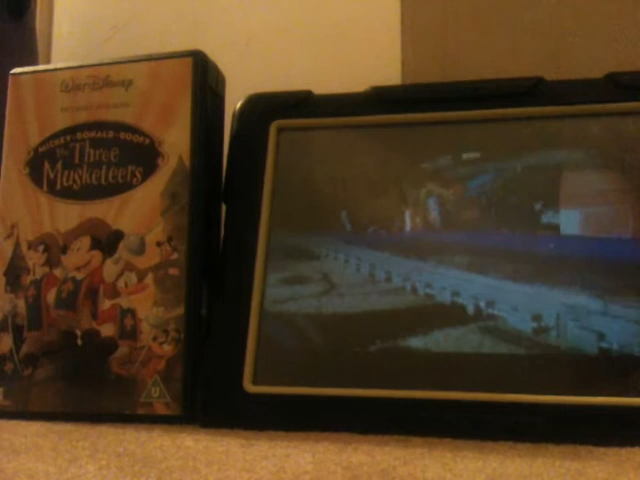 Walt Disney
MICKEY · DONALD · GOOFY
The Three
Musketeers
U